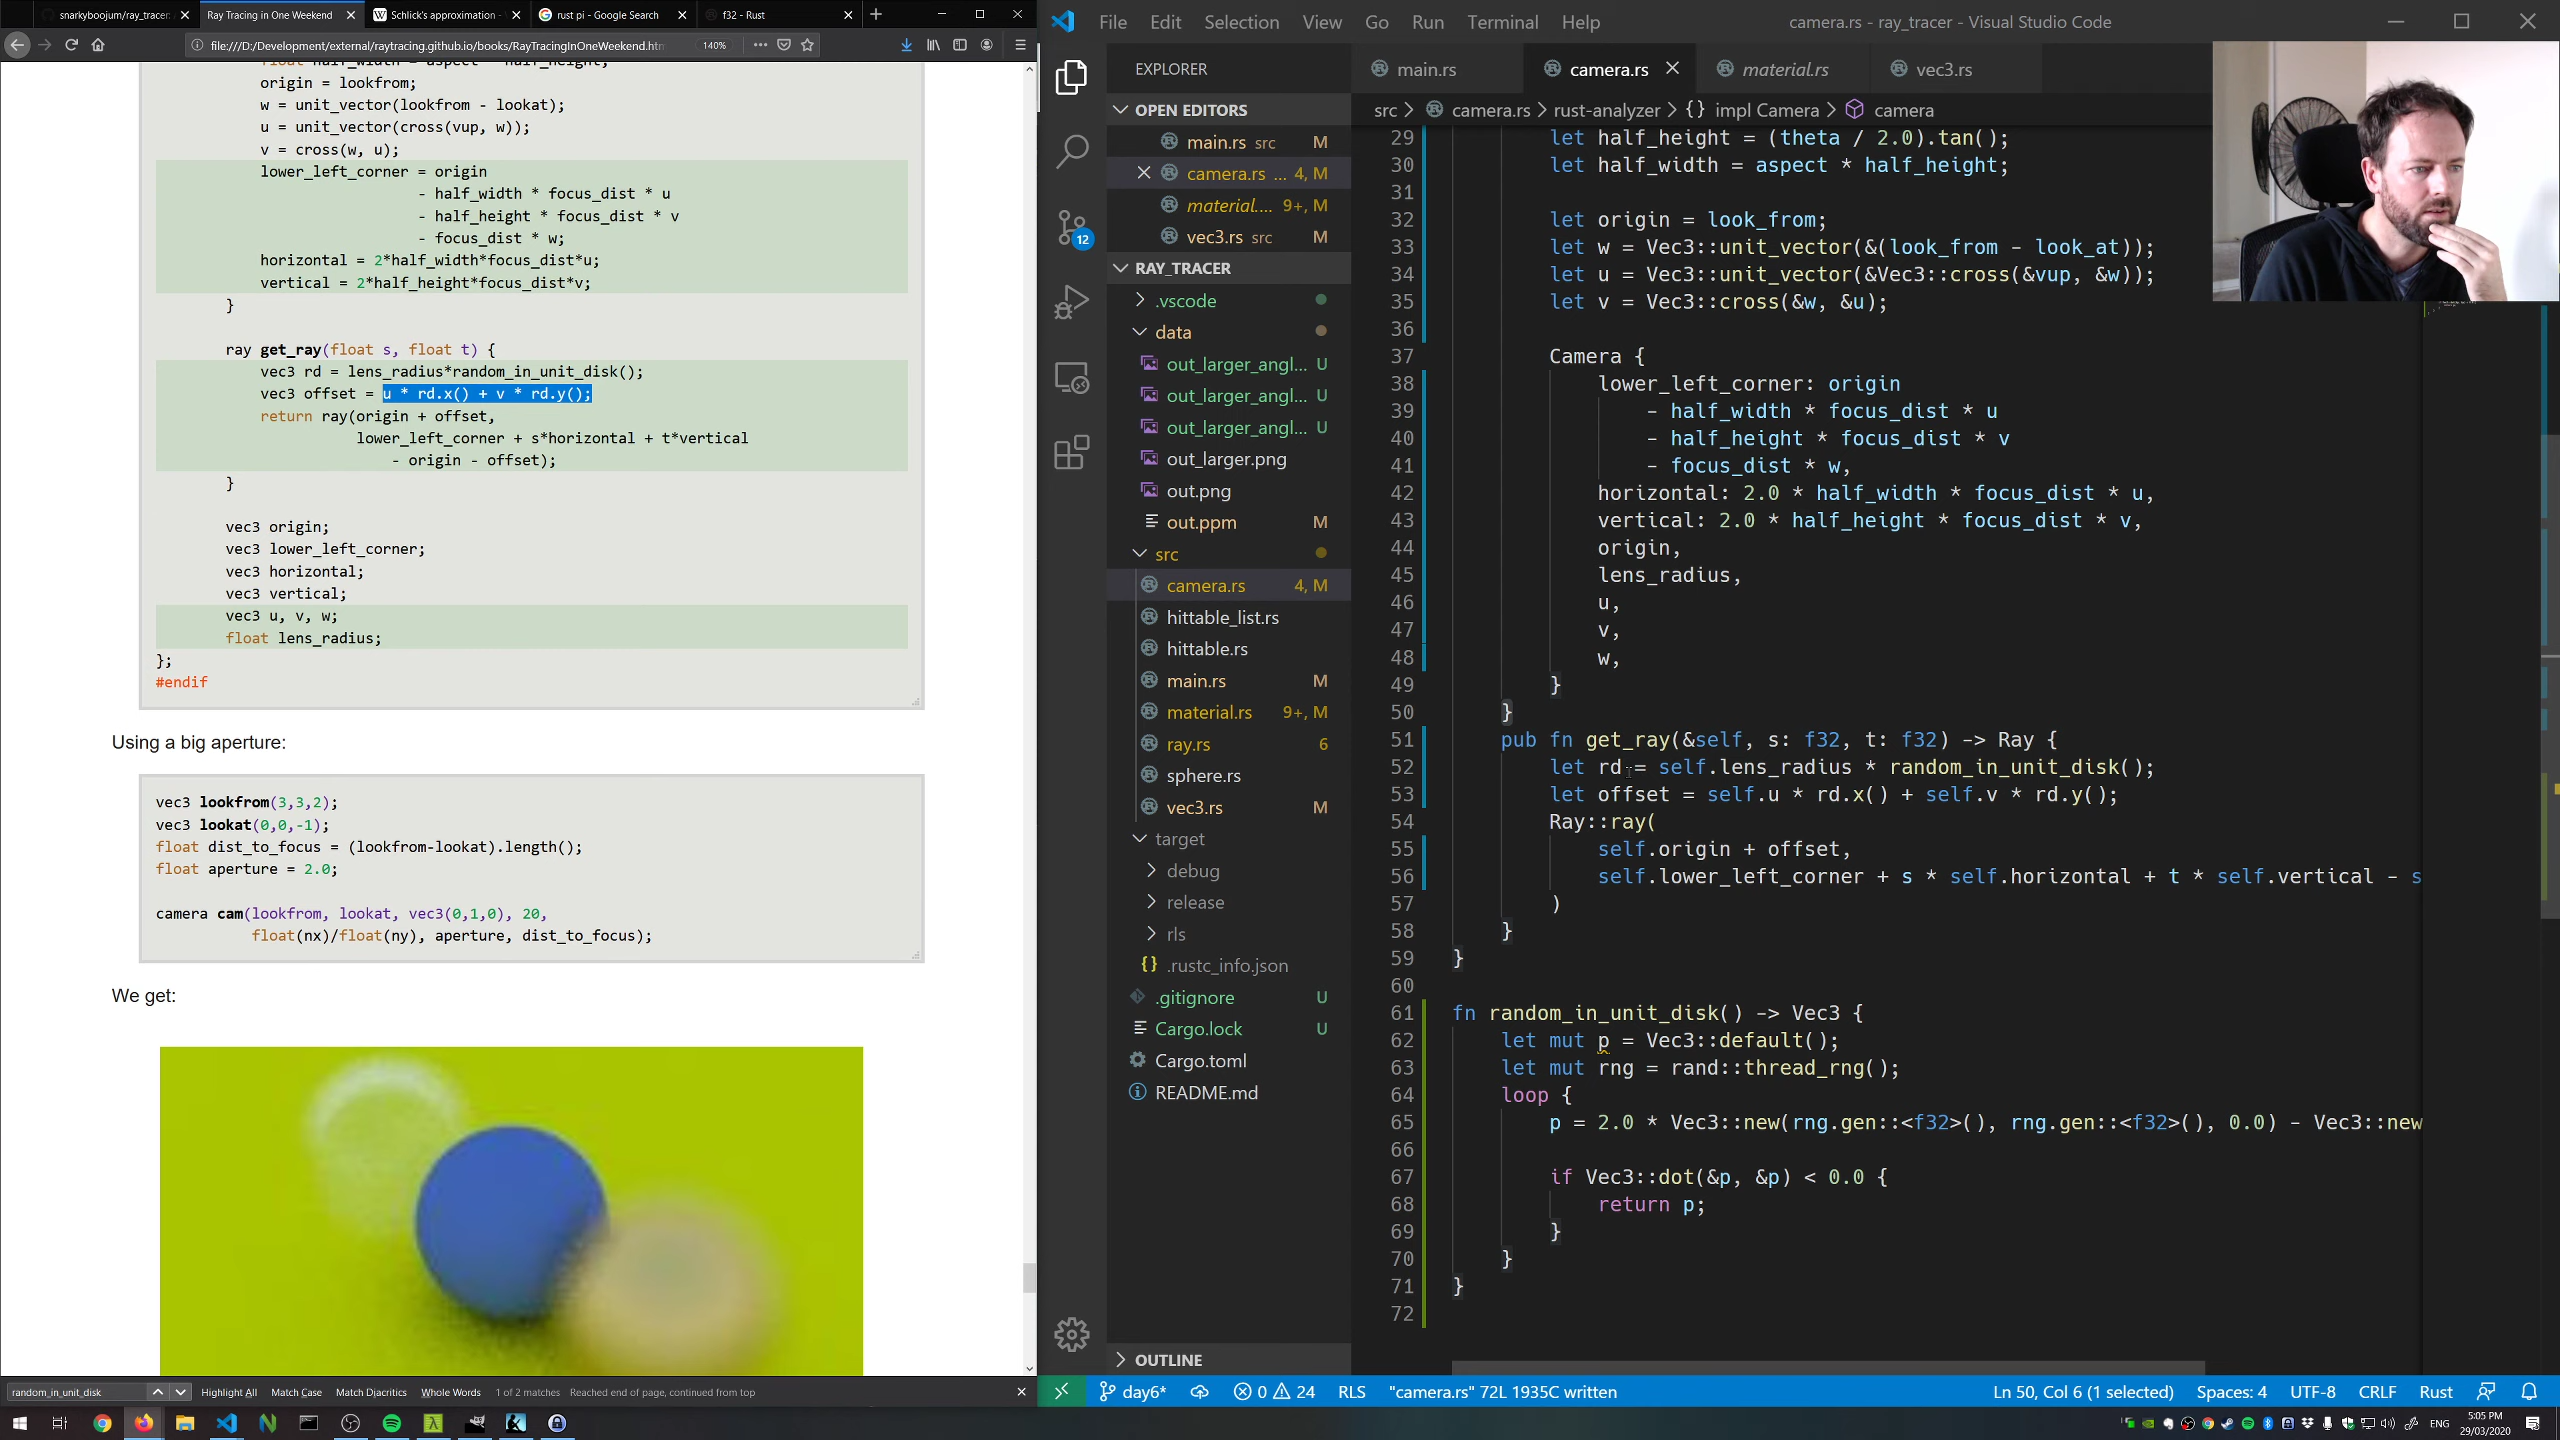 snarkyboojum/ray_tracer:
Ray Tracing in One Weekend
Schlick's approximation -
rust pi - Google Search
f32 - Rust
file:///D:/Development/external/raytracing.github.io/books/RayTracingInOneWeekend.htm
140%
origin = lookfrom;
w = unit_vector(lookfrom - lookat);
u = unit_vector(cross(vup, w));
v = cross(w, u);
lower_left_corner = origin
- half_width * focus_dist * u
- half_height * focus_dist * v
- focus_dist * w;
horizontal = 2*half_width*focus_dist*u;
vertical = 2*half_height*focus_dist*v;
}
ray get_ray(float s, float t) {
vec3 rd = lens_radius*random_in_unit_disk();
vec3 offset = u * rd.x() + v * rd.y();
return ray(origin + offset,
lower_left_corner + s*horizontal + t*vertical
- origin - offset);
}
vec3 origin;
vec3 lower_left_corner;
vec3 horizontal;
vec3 vertical;
vec3 u, v, w;
float lens_radius;
};
#endif
Using a big aperture:
vec3 lookfrom(3,3,2);
vec3 lookat(0,0,-1);
float dist_to_focus = (lookfrom-lookat).length();
float aperture = 2.0;
camera cam(lookfrom, lookat, vec3(0,1,0), 20,
float(nx)/float(ny), aperture, dist_to_focus);
We get:
random_in_unit_disk
Highlight All Match Case Match Diacritics Whole Words 1 of 2 matches Reached end of page, continued from top
File Edit Selection View Go Run Terminal Help
camera.rs - ray_tracer - Visual Studio Code
EXPLORER
OPEN EDITORS
main.rs src M
camera.rs ... 4, M
material.... 9+, M
vec3.rs src M
RAY_TRACER
.vscode
data
out_larger_angl... U
out_larger_angl... U
out_larger_angl... U
out_larger.png
out.png
out.ppm M
src
camera.rs 4, M
hittable_list.rs
hittable.rs
main.rs M
material.rs 9+, M
ray.rs 6
sphere.rs
vec3.rs M
target
debug
release
rls
.rustc_info.json
.gitignore U
Cargo.lock U
Cargo.toml
README.md
OUTLINE
12
main.rs
camera.rs
material.rs
vec3.rs
src > camera.rs > rust-analyzer > {} impl Camera > camera
29 let half_height = (theta / 2.0).tan();
30 let half_width = aspect * half_height;
31
32 let origin = look_from;
33 let w = Vec3::unit_vector(&(look_from - look_at));
34 let u = Vec3::unit_vector(&Vec3::cross(&vup, &w));
35 let v = Vec3::cross(&w, &u);
36
37 Camera {
38 lower_left_corner: origin
39 - half_width * focus_dist * u
40 - half_height * focus_dist * v
41 - focus_dist * w,
42 horizontal: 2.0 * half_width * focus_dist * u,
43 vertical: 2.0 * half_height * focus_dist * v,
44 origin,
45 lens_radius,
46 u,
47 v,
48 w,
49 }
50 }
51 pub fn get_ray(&self, s: f32, t: f32) -> Ray {
52 let rd = self.lens_radius * random_in_unit_disk();
53 let offset = self.u * rd.x() + self.v * rd.y();
54 Ray::ray(
55 self.origin + offset,
56 self.lower_left_corner + s * self.horizontal + t * self.vertical - s
57 )
58 }
59 }
60
61 fn random_in_unit_disk() -> Vec3 {
62 let mut p = Vec3::default();
63 let mut rng = rand::thread_rng();
64 loop {
65 p = 2.0 * Vec3::new(rng.gen::<f32>(), rng.gen::<f32>(), 0.0) - Vec3::new
66
67 if Vec3::dot(&p, &p) < 0.0 {
68 return p;
69 }
70 }
71 }
72
day6* 0 24 RLS "camera.rs" 72L 1935C written
Ln 50, Col 6 (1 selected) Spaces: 4 UTF-8 CRLF Rust
ENG
5:05 PM
29/03/2020